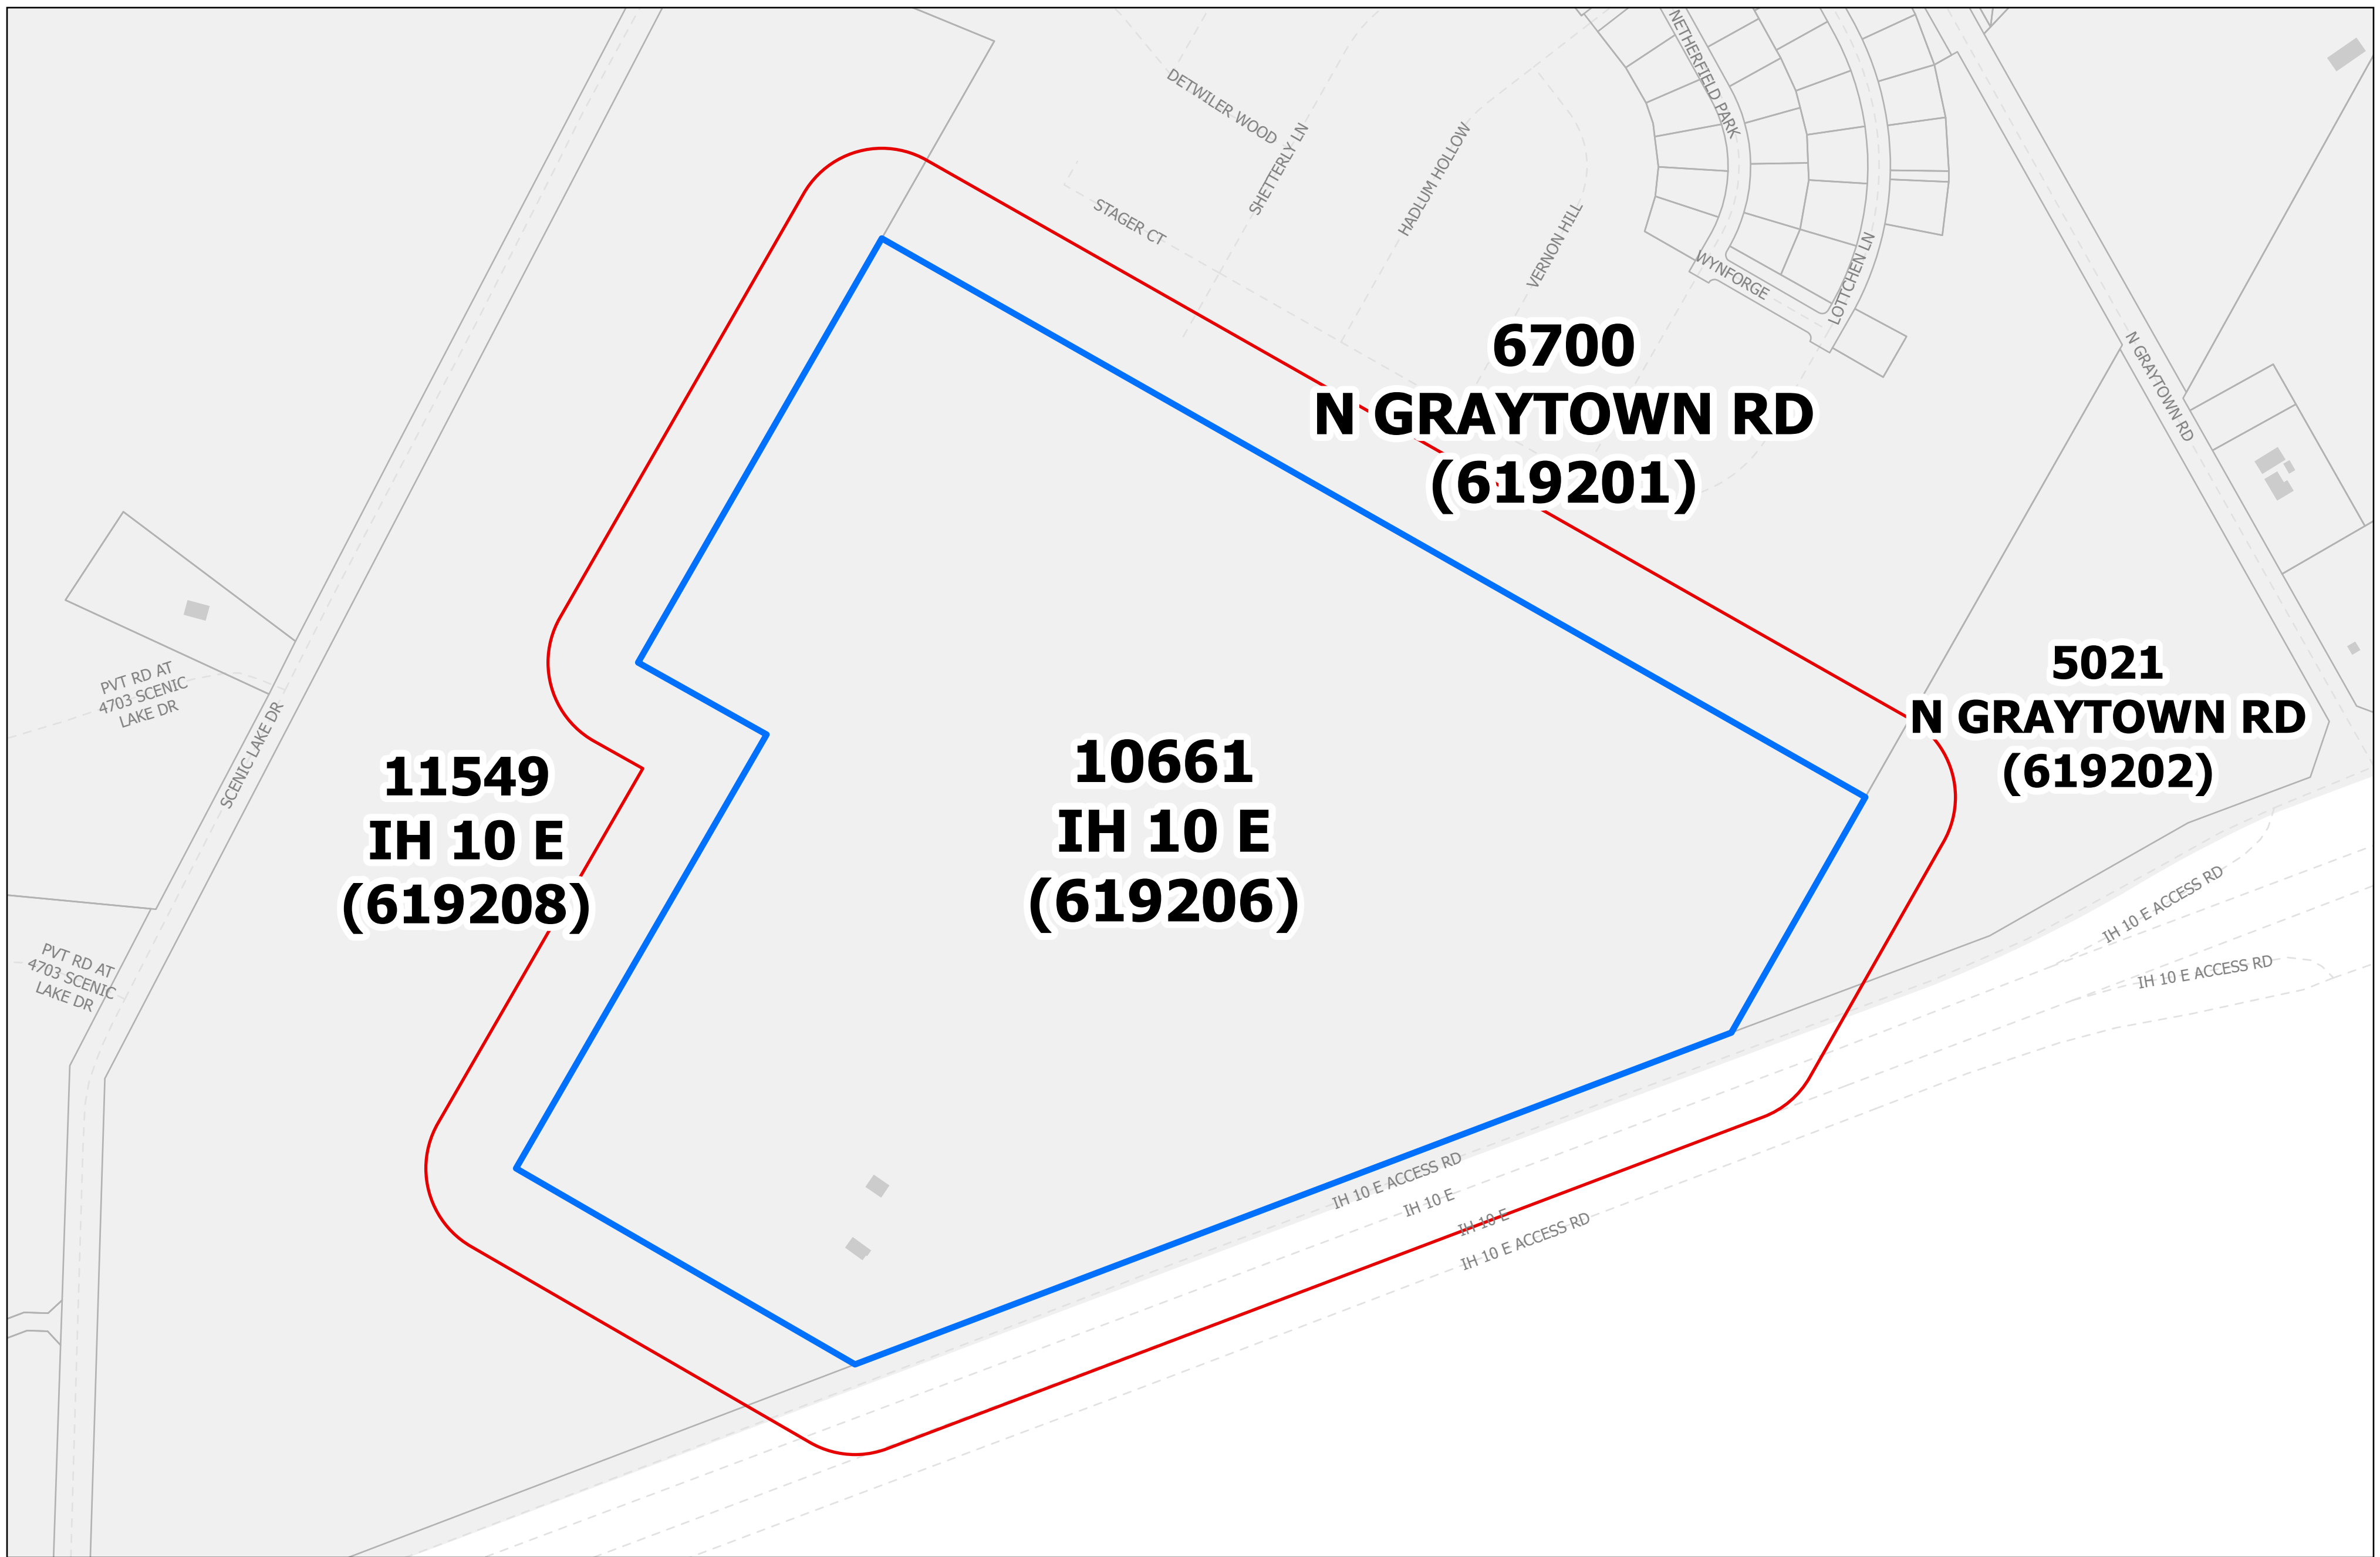 NETHERFIELD PARK
DETWILER WOOD
SHETTERLY LN
HADLUM HOLLOW
STAGER CT
VERNON HILL
WYNFORGE
LOTTCHEN LN
N GRAYTOWN RD
6700
N GRAYTOWN RD
(619201)
5021
N GRAYTOWN RD
(619202)
PVT RD AT
4703 SCENIC
LAKE DR
SCENIC LAKE DR
11549
IH 10 E
(619208)
10661
IH 10 E
(619206)
PVT RD AT
4703 SCENIC
LAKE DR
IH 10 E ACCESS RD
IH 10 E ACCESS RD
IH 10 E ACCESS RD
IH 10 E
IH 10 E
IH 10 E ACCESS RD